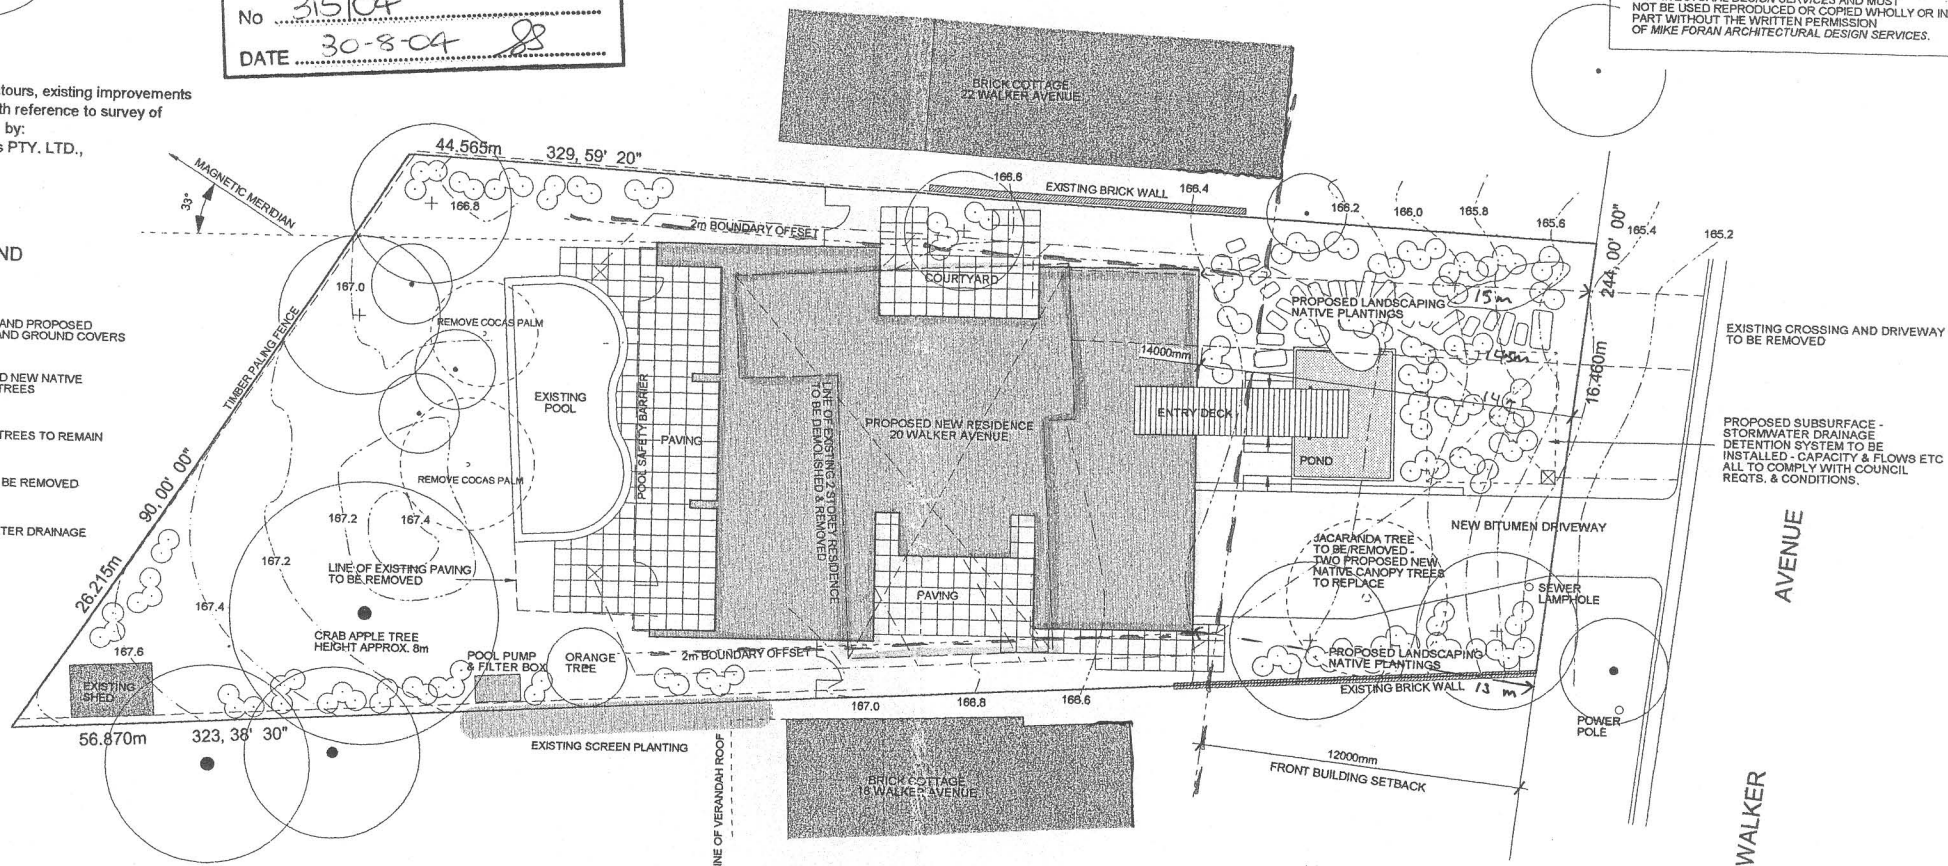 No 315/04
DATE 30-8-04
NOT BE USED REPRODUCED OR COPIED WHOLLY OR IN
PART WITHOUT THE WRITTEN PERMISSION
OF MIKE FORAN ARCHITECTURAL DESIGN SERVICES.
tours, existing improvements
th reference to survey of
by:
PTY. LTD.,
MAGNETIC MERIDIAN
33°
ND
AND PROPOSED
AND GROUND COVERS
D NEW NATIVE
TREES
TREES TO REMAIN
BE REMOVED
TER DRAINAGE
BRICK COTTAGE
22 WALKER AVENUE
44.565m
329, 59' 20"
166.8
2m BOUNDARY OFFSET
166.6
EXISTING BRICK WALL
166.4
166.2
166.0
165.8
165.6
165.4
165.2
244, 00' 00"
16.460m
167.0
TIMBER PALING FENCE
REMOVE COCAS PALM
COURTYARD
PROPOSED LANDSCAPING
NATIVE PLANTINGS
15m
14.5m
14m
14000mm
EXISTING CROSSING AND DRIVEWAY
TO BE REMOVED
EXISTING
POOL
POOL SAFETY BARRIER
PAVING
LINE OF EXISTING 2 STOREY RESIDENCE
TO BE DEMOLISHED & REMOVED
PROPOSED NEW RESIDENCE
20 WALKER AVENUE
ENTRY DECK
POND
PROPOSED SUBSURFACE -
STORMWATER DRAINAGE
DETENTION SYSTEM TO BE
INSTALLED - CAPACITY & FLOWS ETC
ALL TO COMPLY WITH COUNCIL
REQTS. & CONDITIONS.
REMOVE COCAS PALM
90, 00' 00"
26.215m
167.2
167.4
167.2
LINE OF EXISTING PAVING
TO BE REMOVED
167.4
NEW BITUMEN DRIVEWAY
JACARANDA TREE
TO BE REMOVED -
TWO PROPOSED NEW
NATIVE CANOPY TREES
TO REPLACE
SEWER
LAMPHOLE
PAVING
CRAB APPLE TREE
HEIGHT APPROX. 8m
167.6
EXISTING
SHED
POOL PUMP
& FILTER BOX
ORANGE
TREE
2m BOUNDARY OFFSET
PROPOSED LANDSCAPING
NATIVE PLANTINGS
EXISTING BRICK WALL
13 m
167.0
166.8
166.6
56.870m
323, 38' 30"
EXISTING SCREEN PLANTING
INE OF VERANDAH ROOF
BRICK COTTAGE
18 WALKER AVENUE
12000mm
FRONT BUILDING SETBACK
POWER
POLE
WALKER
AVENUE